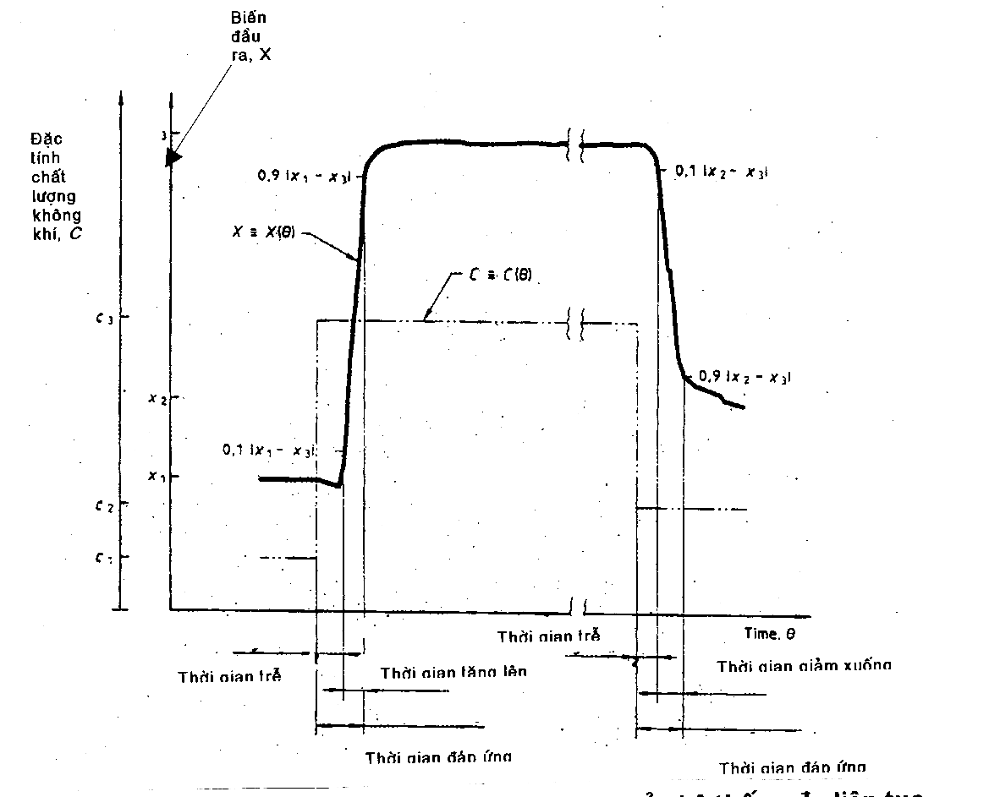 Biến
đầu
ra, X
Đặc
tính
chất
lượng
không
khí, C
3
0,9 |x₁ - x₃|
0,1 |x₂ - x₃|
X ≡ X(θ)
C ≡ C(θ)
C₃
0,9 |x₂ - x₃|
x₂
0,1 |x₁ - x₃|
x₁
C₂
C₁
Thời gian trễ
Time, θ
Thời gian trễ
Thời gian tăng lên
Thời gian giảm xuống
Thời gian đáp ứng
Thời gian đáp ứng